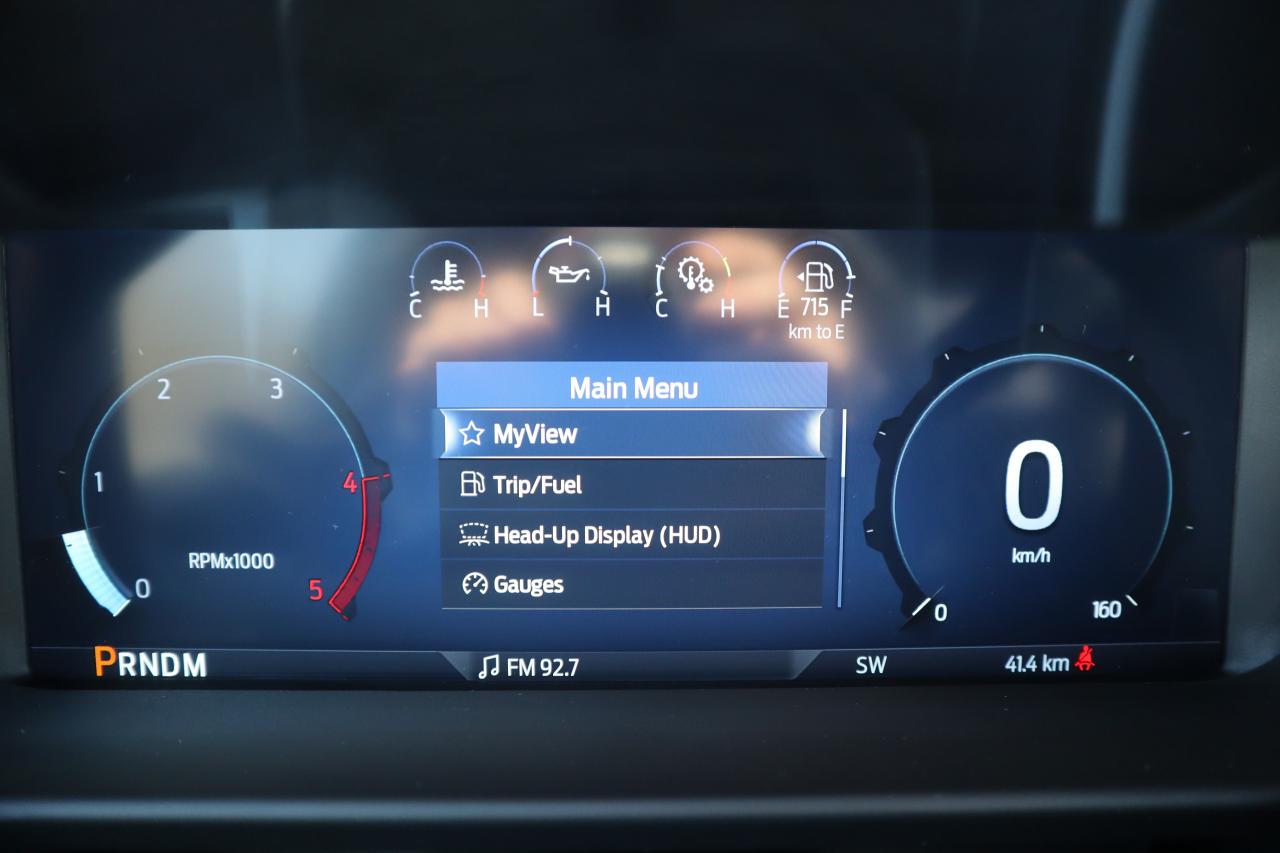 C H L H C H E 715 F
km to E
Main Menu
MyView
Trip/Fuel
Head-Up Display (HUD)
Gauges
2 3
1 4
RPMx1000
0 5
0
km/h
0 160
PRNDM
FM 92.7
SW
41.4 km